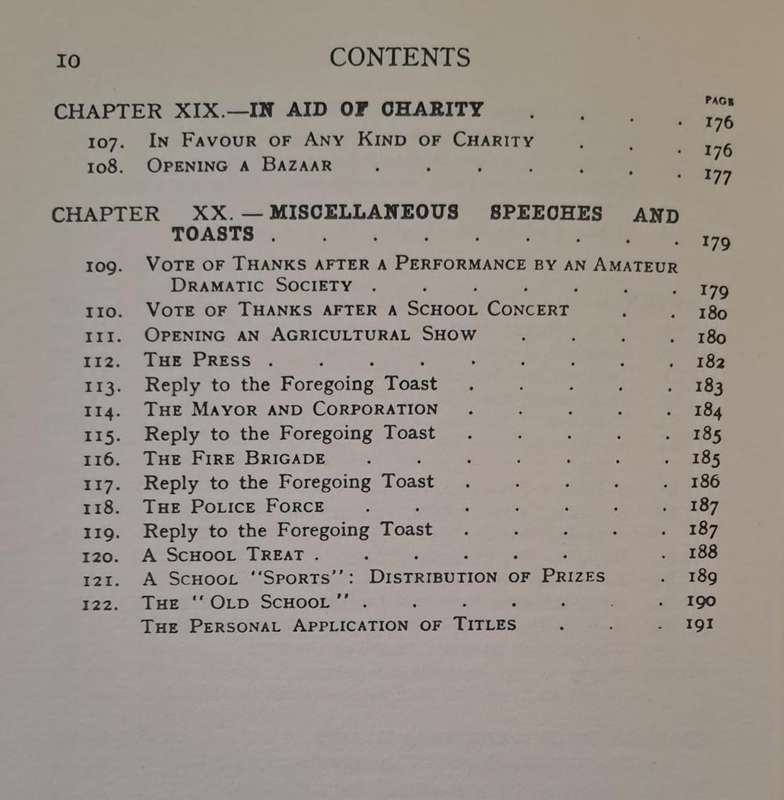 10 CONTENTS
PAGE
CHAPTER XIX.—IN AID OF CHARITY . . . . 176
107. IN FAVOUR OF ANY KIND OF CHARITY . . . 176
108. OPENING A BAZAAR . . . . . . . 177
CHAPTER XX. — MISCELLANEOUS SPEECHES AND
TOASTS . . . . . . . . . 179
109. VOTE OF THANKS AFTER A PERFORMANCE BY AN AMATEUR
DRAMATIC SOCIETY . . . . . . . 179
110. VOTE OF THANKS AFTER A SCHOOL CONCERT . . 180
111. OPENING AN AGRICULTURAL SHOW . . . . 180
112. THE PRESS . . . . . . . . . 182
113. Reply to the Foregoing Toast . . . . . 183
114. THE MAYOR AND CORPORATION . . . . . 184
115. Reply to the Foregoing Toast . . . . . 185
116. THE FIRE BRIGADE . . . . . . . 185
117. Reply to the Foregoing Toast . . . . . 186
118. THE POLICE FORCE . . . . . . . 187
119. Reply to the Foregoing Toast . . . . . 187
120. A SCHOOL TREAT . . . . . . . 188
121. A SCHOOL "SPORTS": DISTRIBUTION OF PRIZES . 189
122. THE "OLD SCHOOL" . . . . . . . 190
THE PERSONAL APPLICATION OF TITLES . . . 191